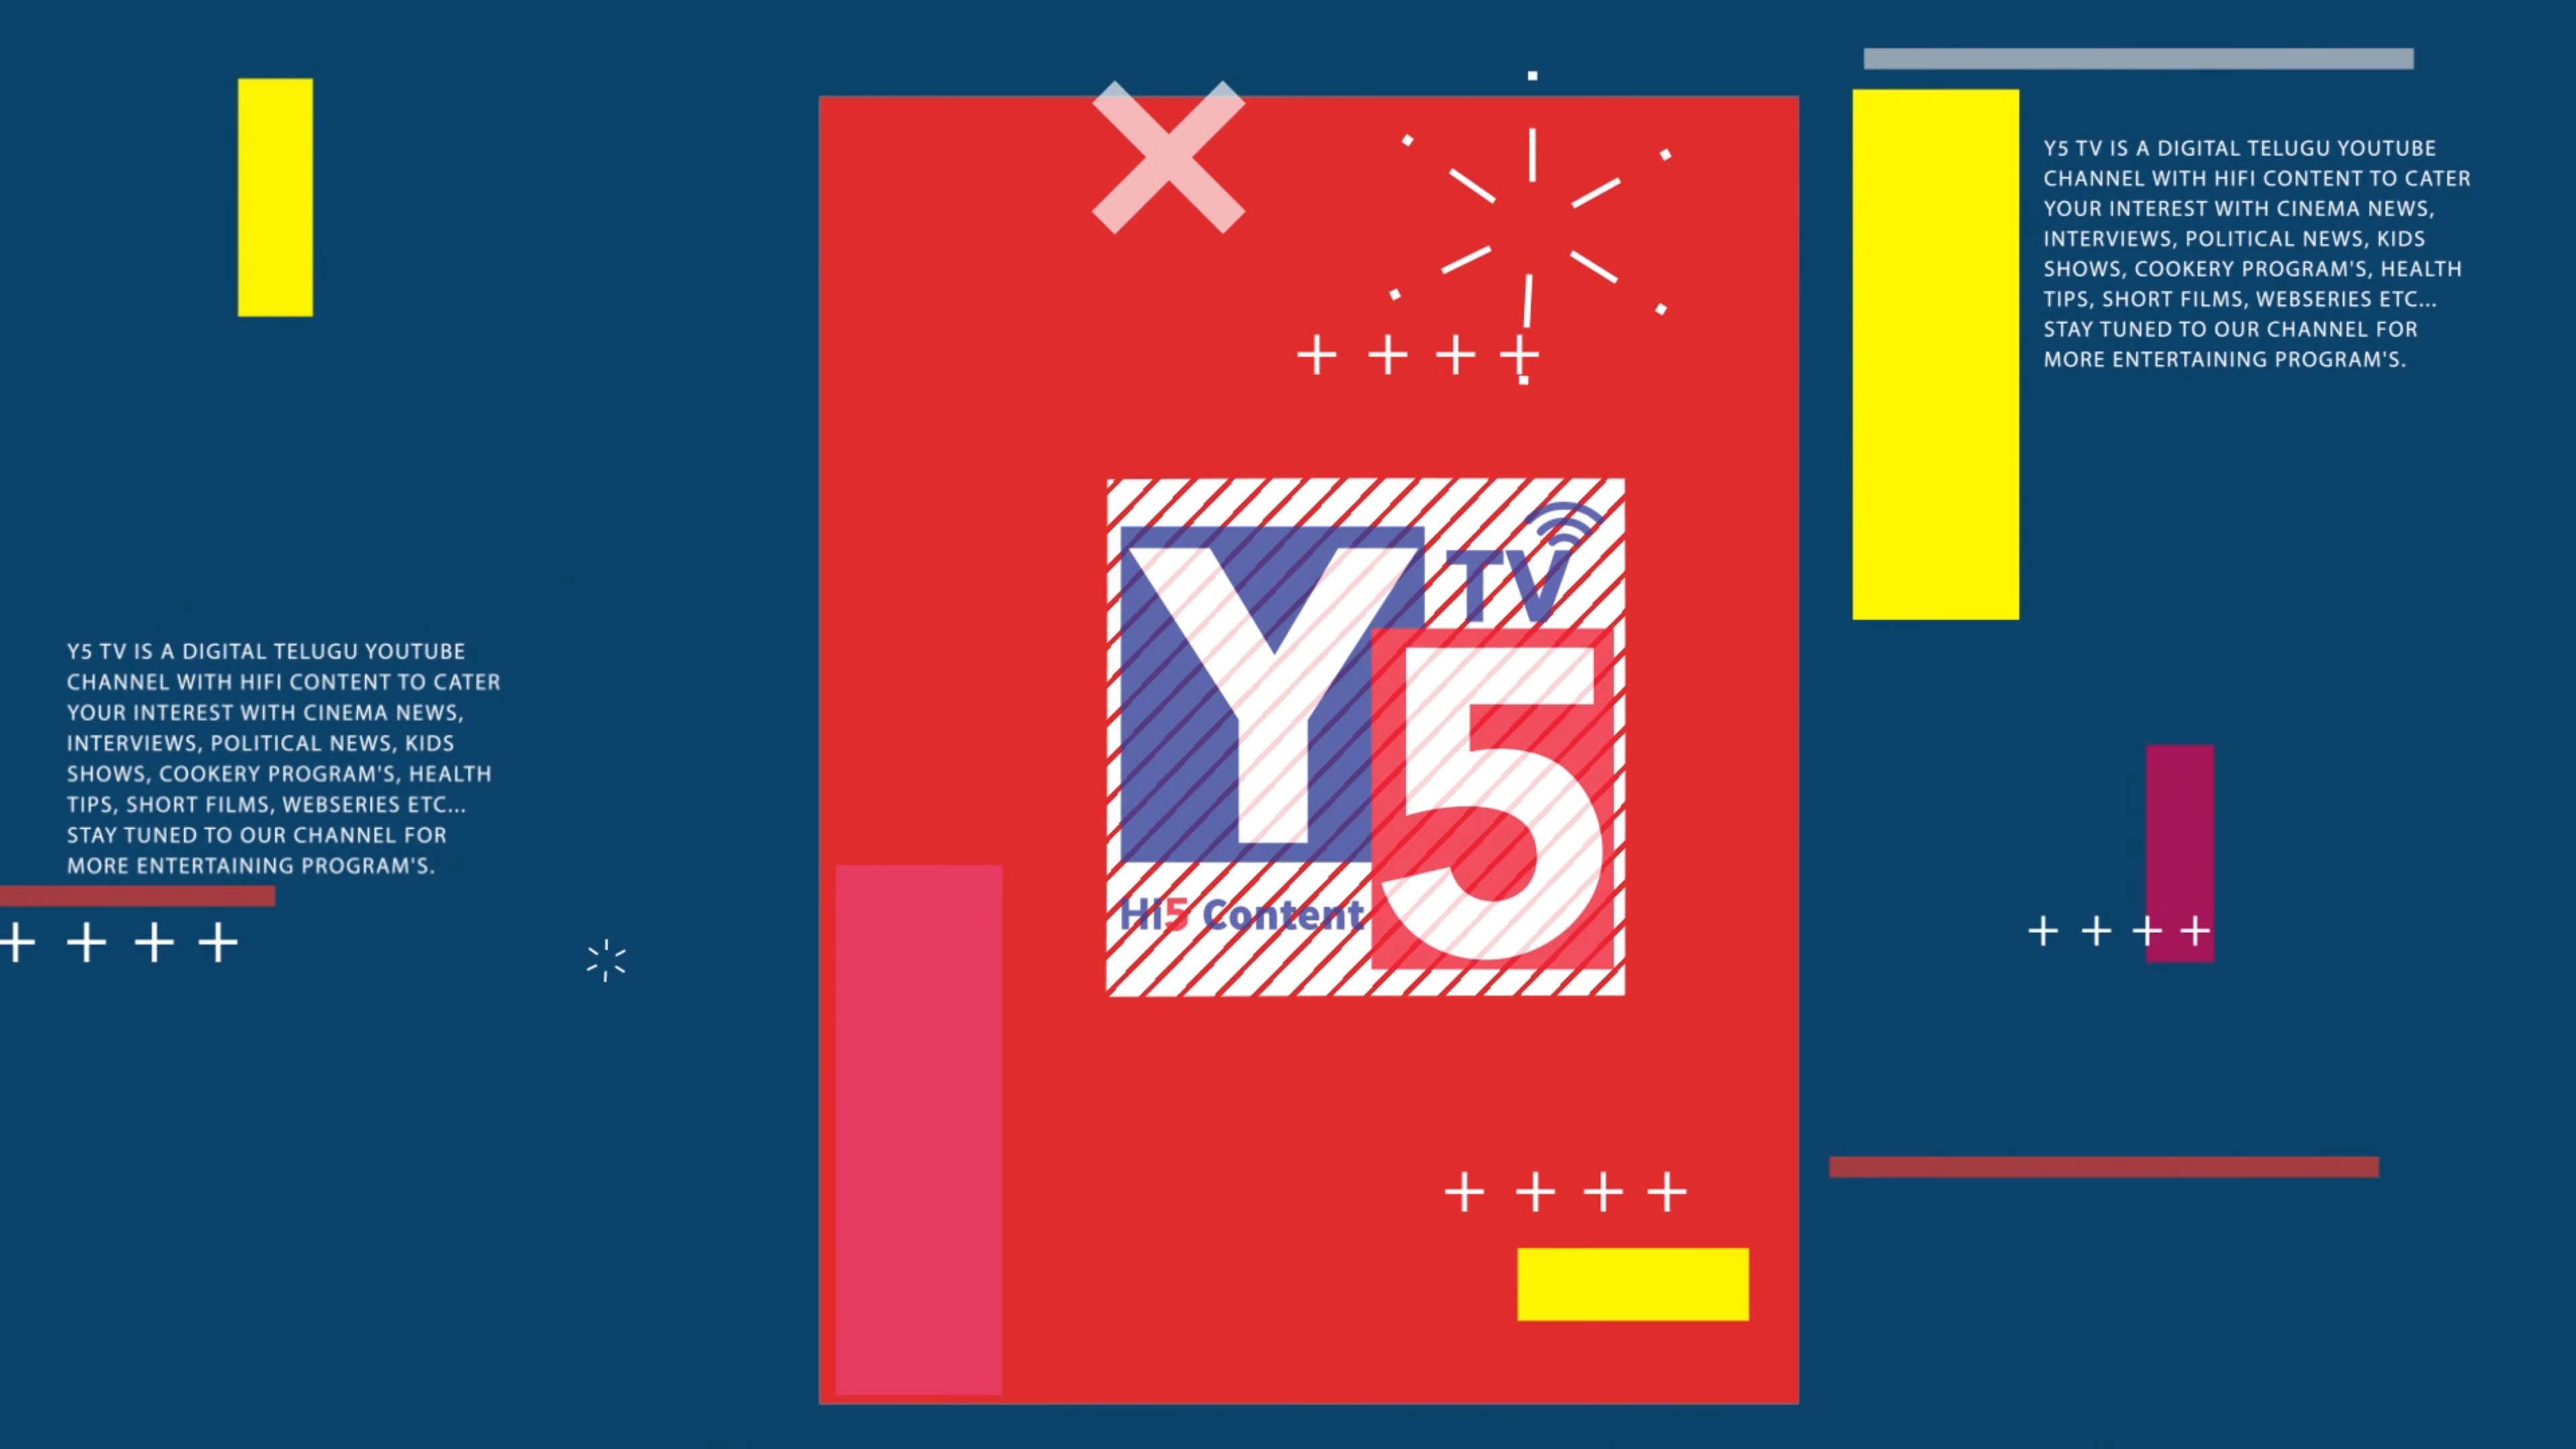 Y5 TV IS A DIGITAL TELUGU YOUTUBE
CHANNEL WITH HIFI CONTENT TO CATER
YOUR INTEREST WITH CINEMA NEWS,
INTERVIEWS, POLITICAL NEWS, KIDS
SHOWS, COOKERY PROGRAM'S, HEALTH
TIPS, SHORT FILMS, WEBSERIES ETC...
STAY TUNED TO OUR CHANNEL FOR
MORE ENTERTAINING PROGRAM'S.
Y TV
5
Hi5 Content
Y5 TV IS A DIGITAL TELUGU YOUTUBE
CHANNEL WITH HIFI CONTENT TO CATER
YOUR INTEREST WITH CINEMA NEWS,
INTERVIEWS, POLITICAL NEWS, KIDS
SHOWS, COOKERY PROGRAM'S, HEALTH
TIPS, SHORT FILMS, WEBSERIES ETC...
STAY TUNED TO OUR CHANNEL FOR
MORE ENTERTAINING PROGRAM'S.